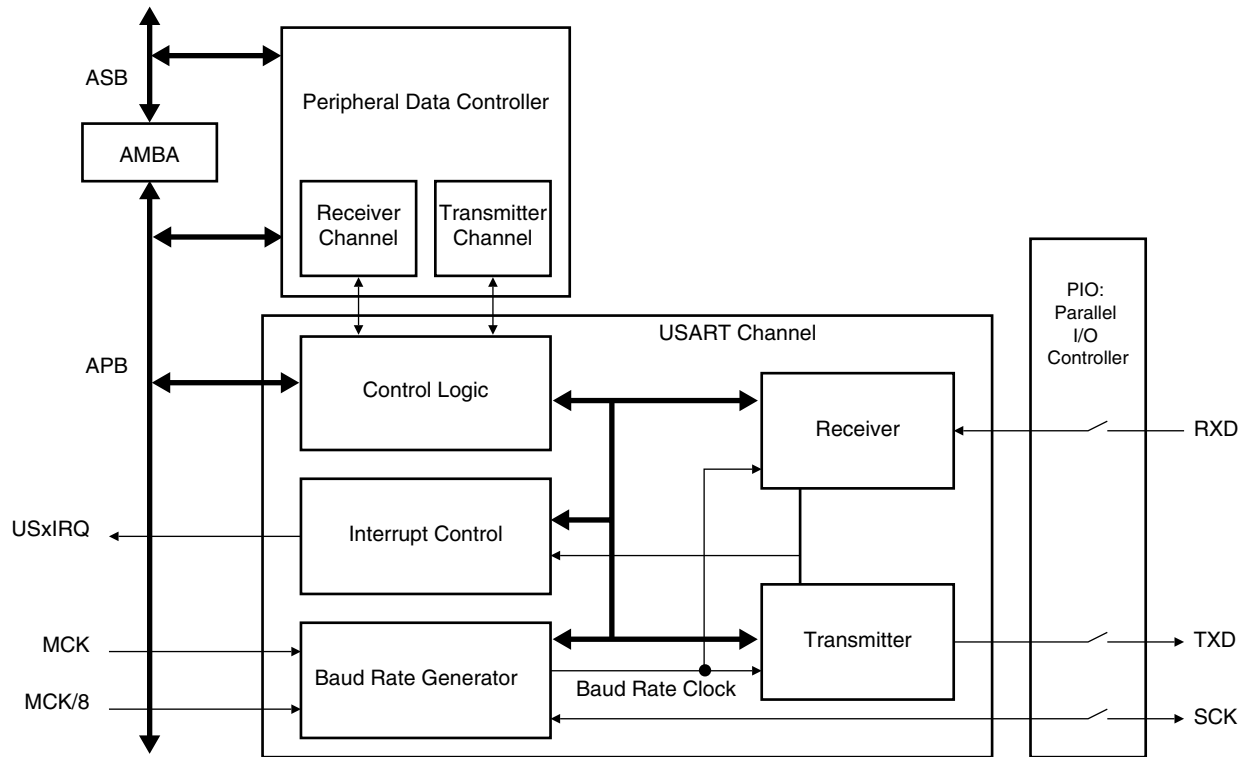 ASB
Peripheral Data Controller
AMBA
Receiver
Channel
Transmitter
Channel
PIO:
Parallel
I/O
Controller
USART Channel
APB
Control Logic
Receiver
RXD
USxIRQ
Interrupt Control
MCK
Transmitter
TXD
Baud Rate Generator
Baud Rate Clock
MCK/8
SCK